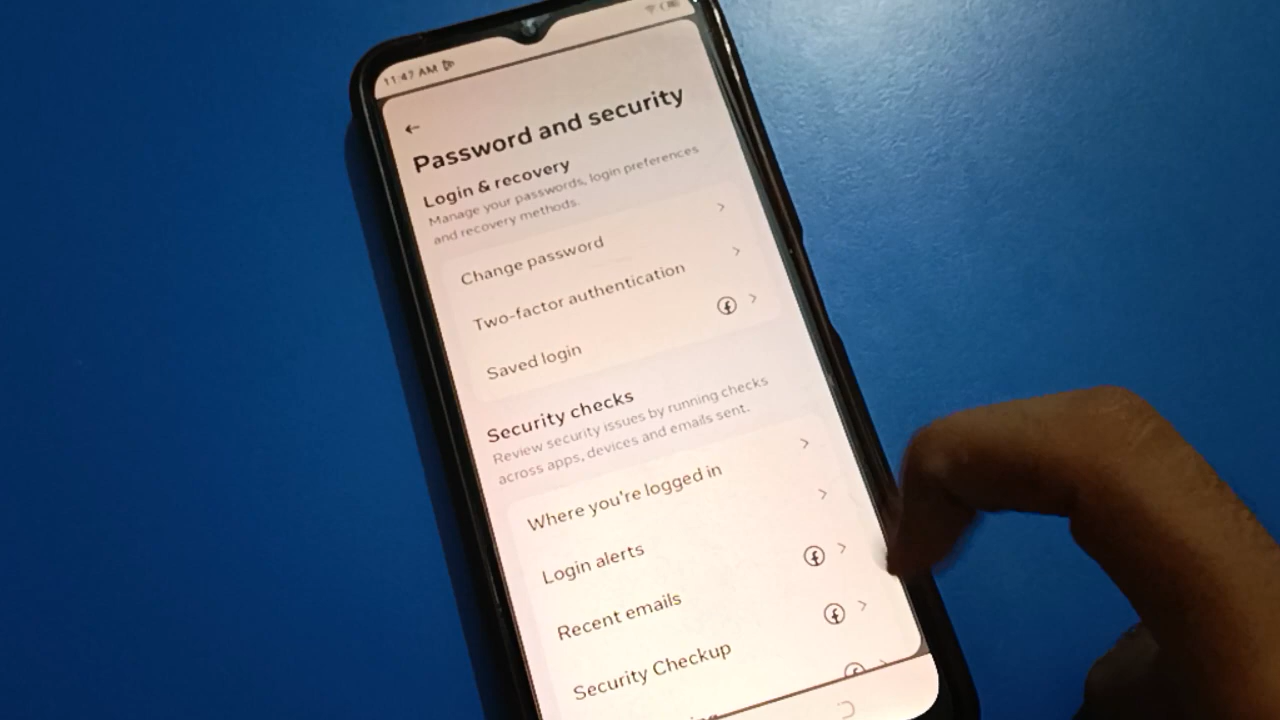 11:47 AM
Password and security
Login & recovery
Manage your passwords, login preferences
and recovery methods.
Change password
Two-factor authentication
Saved login
Security checks
Review security issues by running checks
across apps, devices and emails sent.
Where you're logged in
Login alerts
Recent emails
Security Checkup